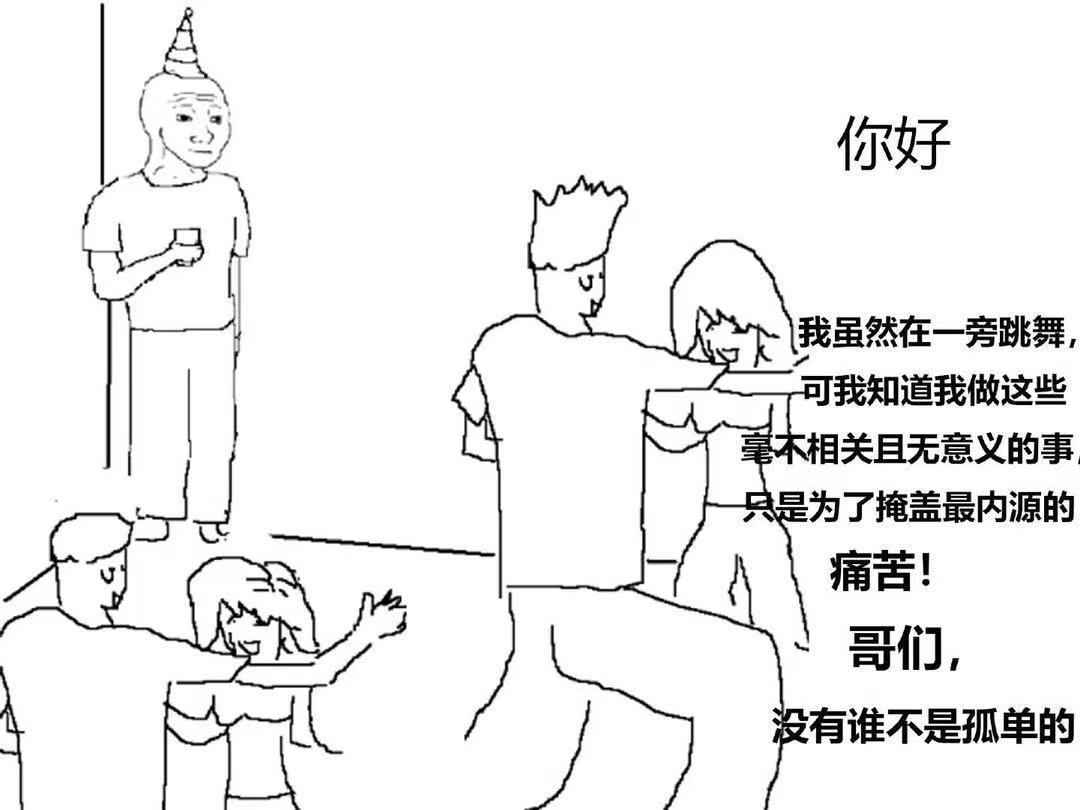 你好
我虽然在一旁跳舞，
可我知道我做这些
毫不相关且无意义的事，
只是为了掩盖最内源的
痛苦！
哥们，
没有谁不是孤单的